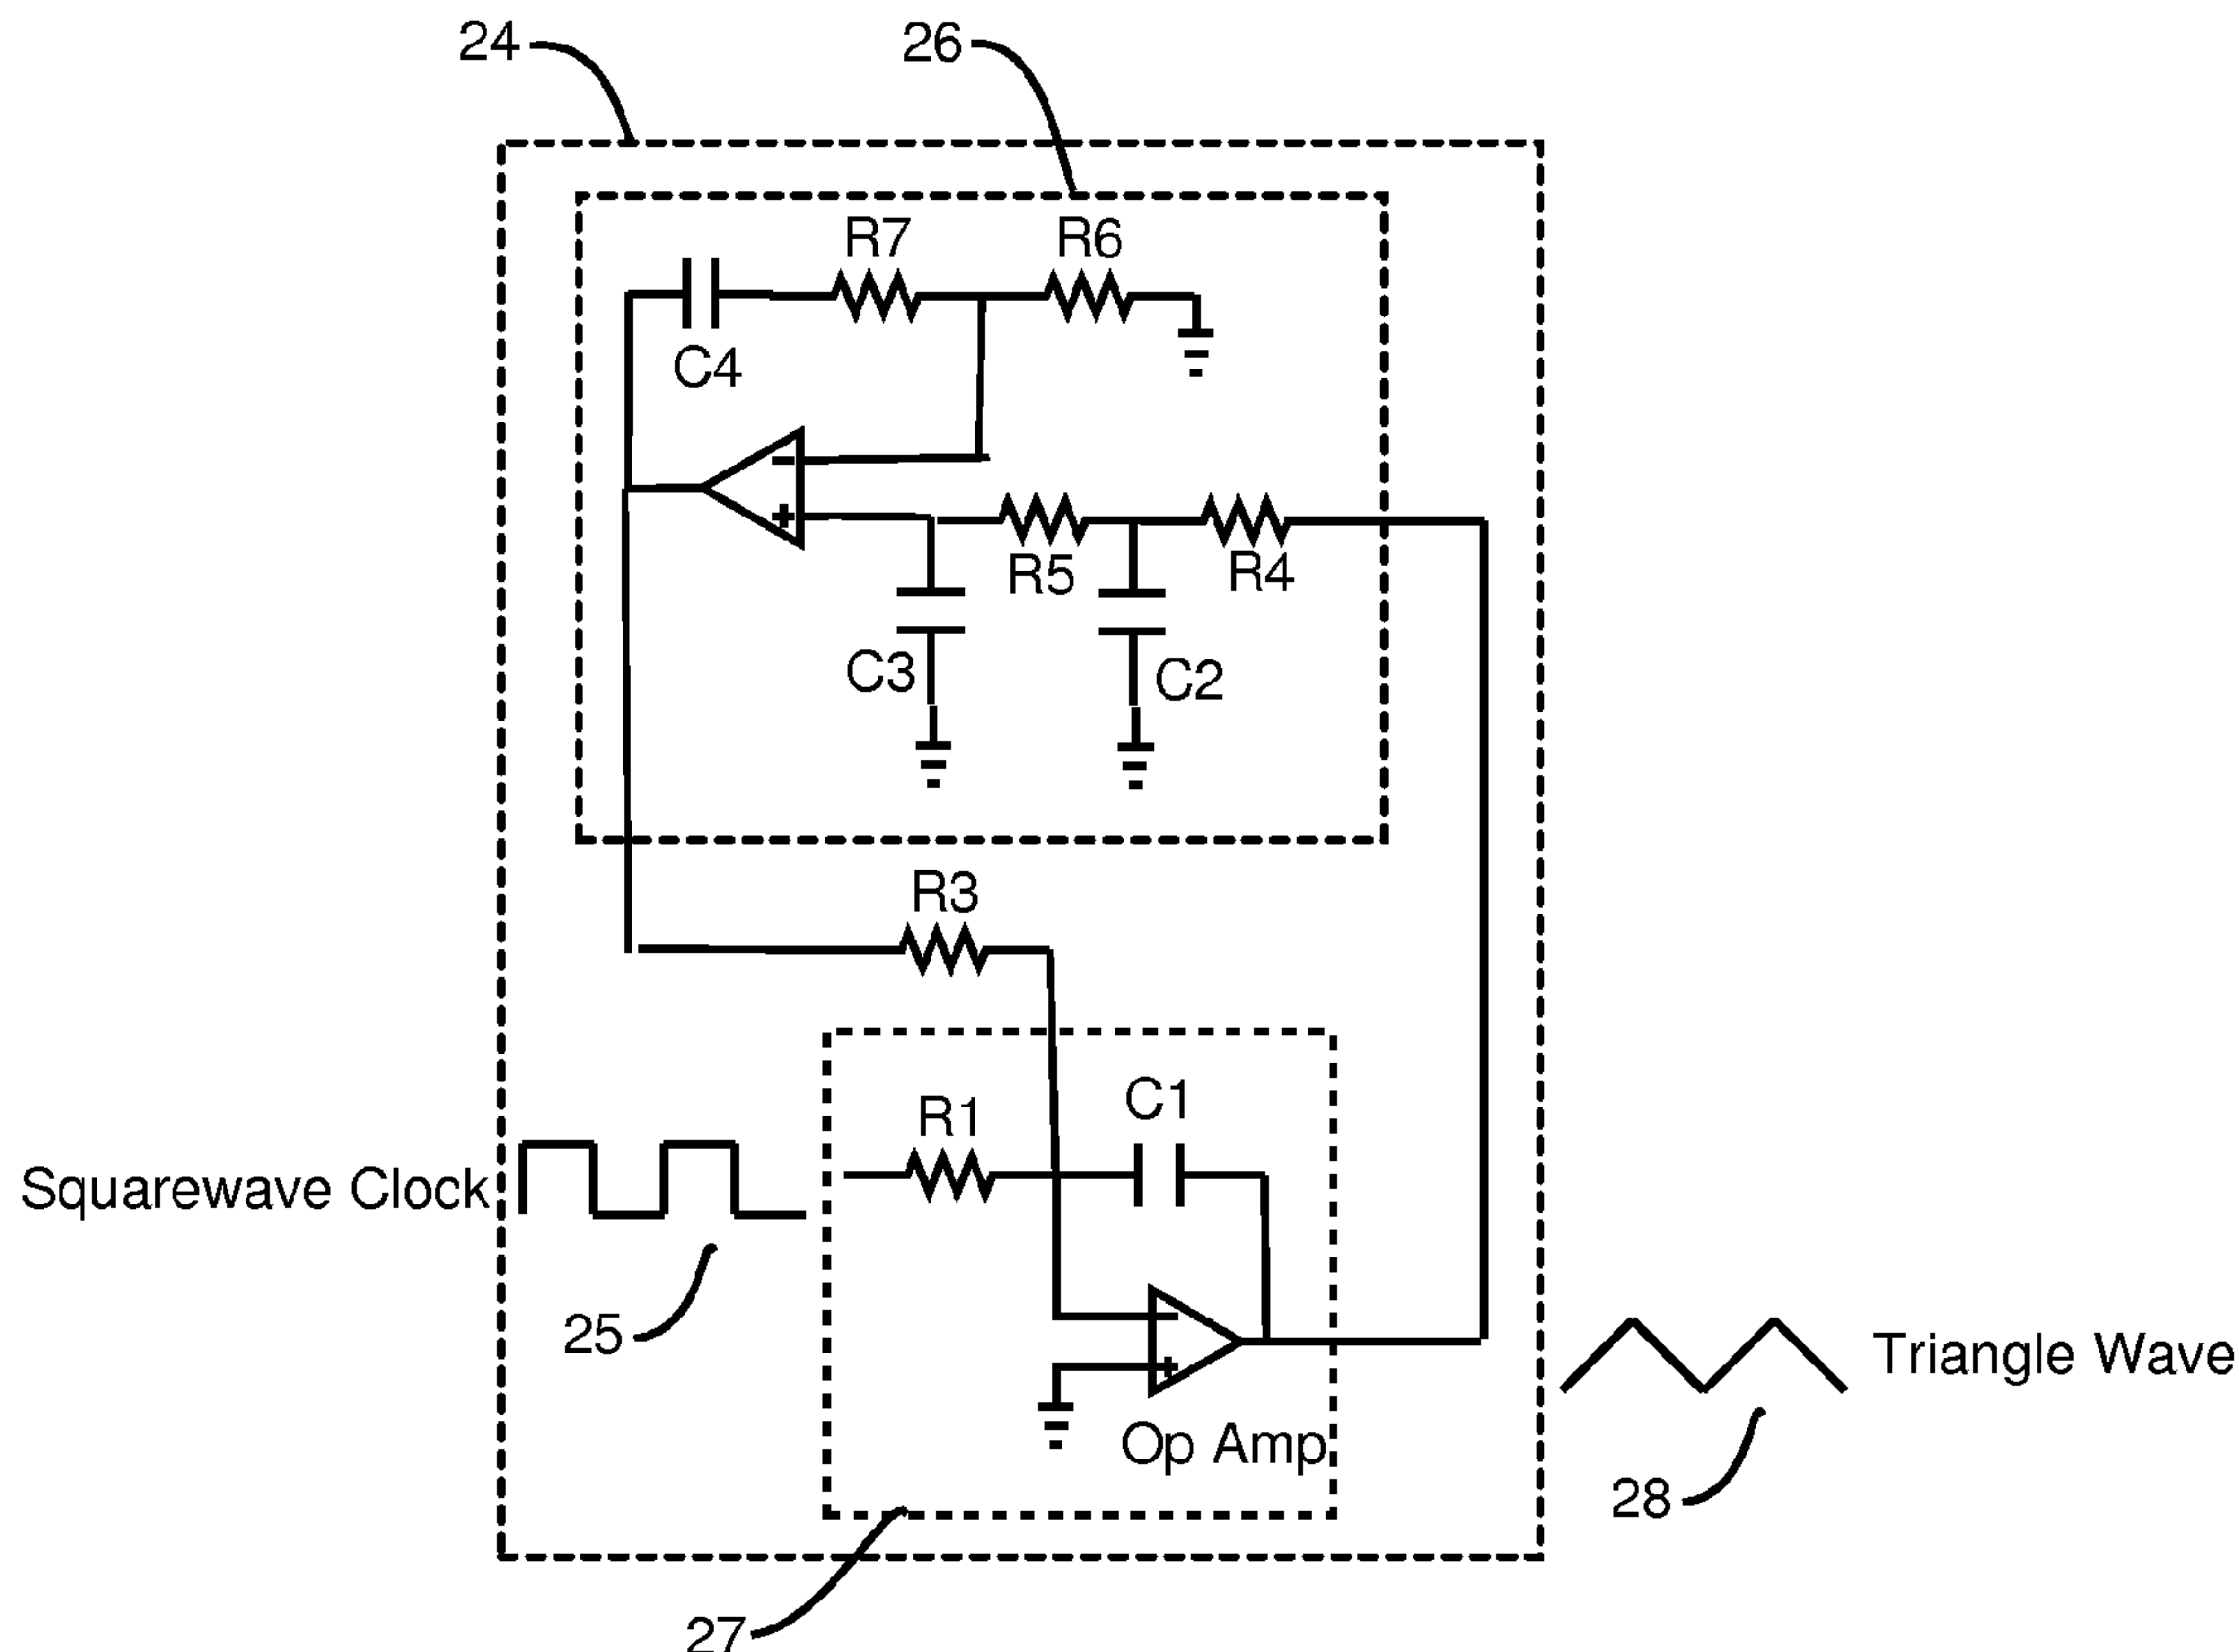 24
26
R7
R6
C4
-
+
R5
R4
C3
C2
R3
R1
C1
Squarewave Clock
25
-
+
Triangle Wave
Op Amp
28
27